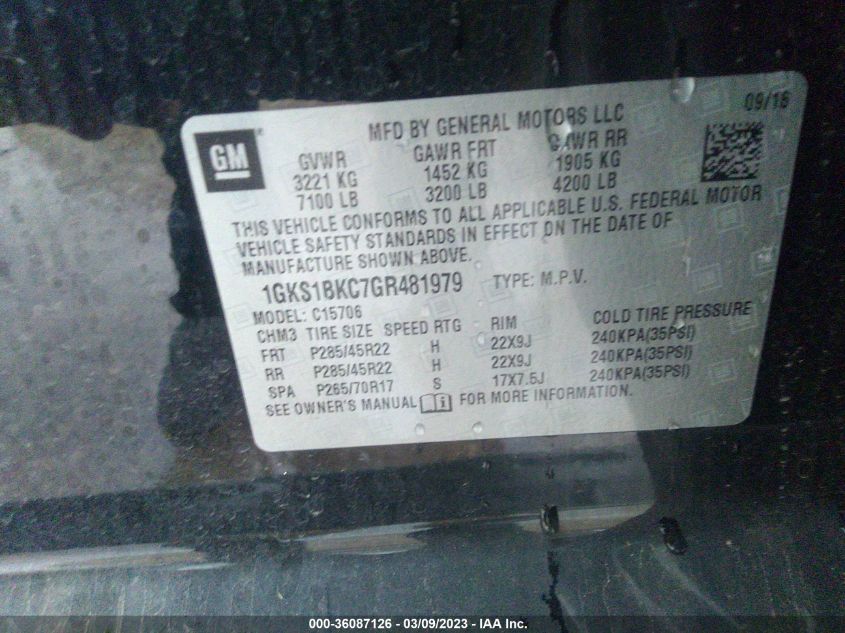 09/16
GM
MFD BY GENERAL MOTORS LLC
GVWR GAWR FRT GAWR RR
3221 KG 1452 KG 1905 KG
7100 LB 3200 LB 4200 LB
THIS VEHICLE CONFORMS TO ALL APPLICABLE U.S. FEDERAL MOTOR
VEHICLE SAFETY STANDARDS IN EFFECT ON THE DATE OF
MANUFACTURE SHOWN ABOVE.
1GKS1BKC7GR481979 TYPE: M.P.V.
MODEL: C15706
CHM3 TIRE SIZE SPEED RTG RIM COLD TIRE PRESSURE
FRT P285/45R22 H 22X9J 240KPA(35PSI)
RR P285/45R22 H 22X9J 240KPA(35PSI)
SPA P265/70R17 S 17X7.5J 240KPA(35PSI)
SEE OWNER'S MANUAL FOR MORE INFORMATION.
000-36087126 - 03/09/2023 - IAA Inc.